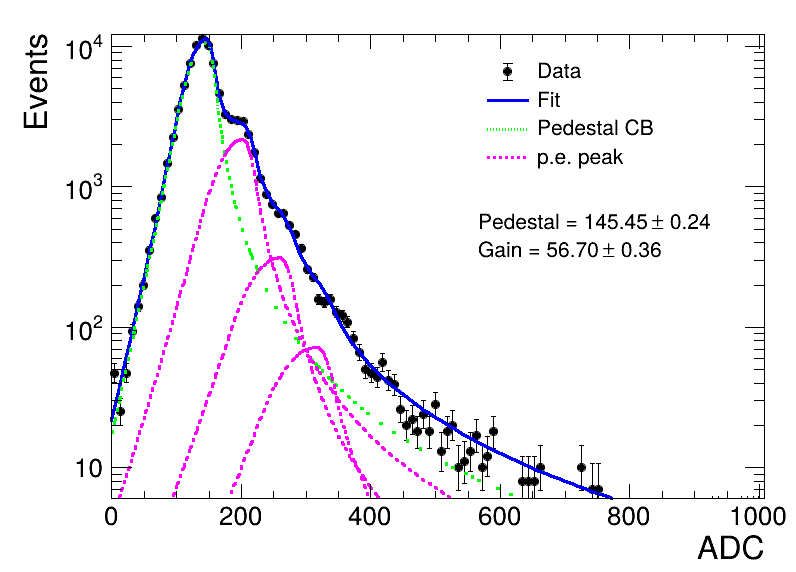 Events
10⁴
10³
10²
10
Data
Fit
Pedestal CB
p.e. peak
Pedestal = 145.45 ± 0.24
Gain = 56.70 ± 0.36
0 200 400 600 800 1000
ADC